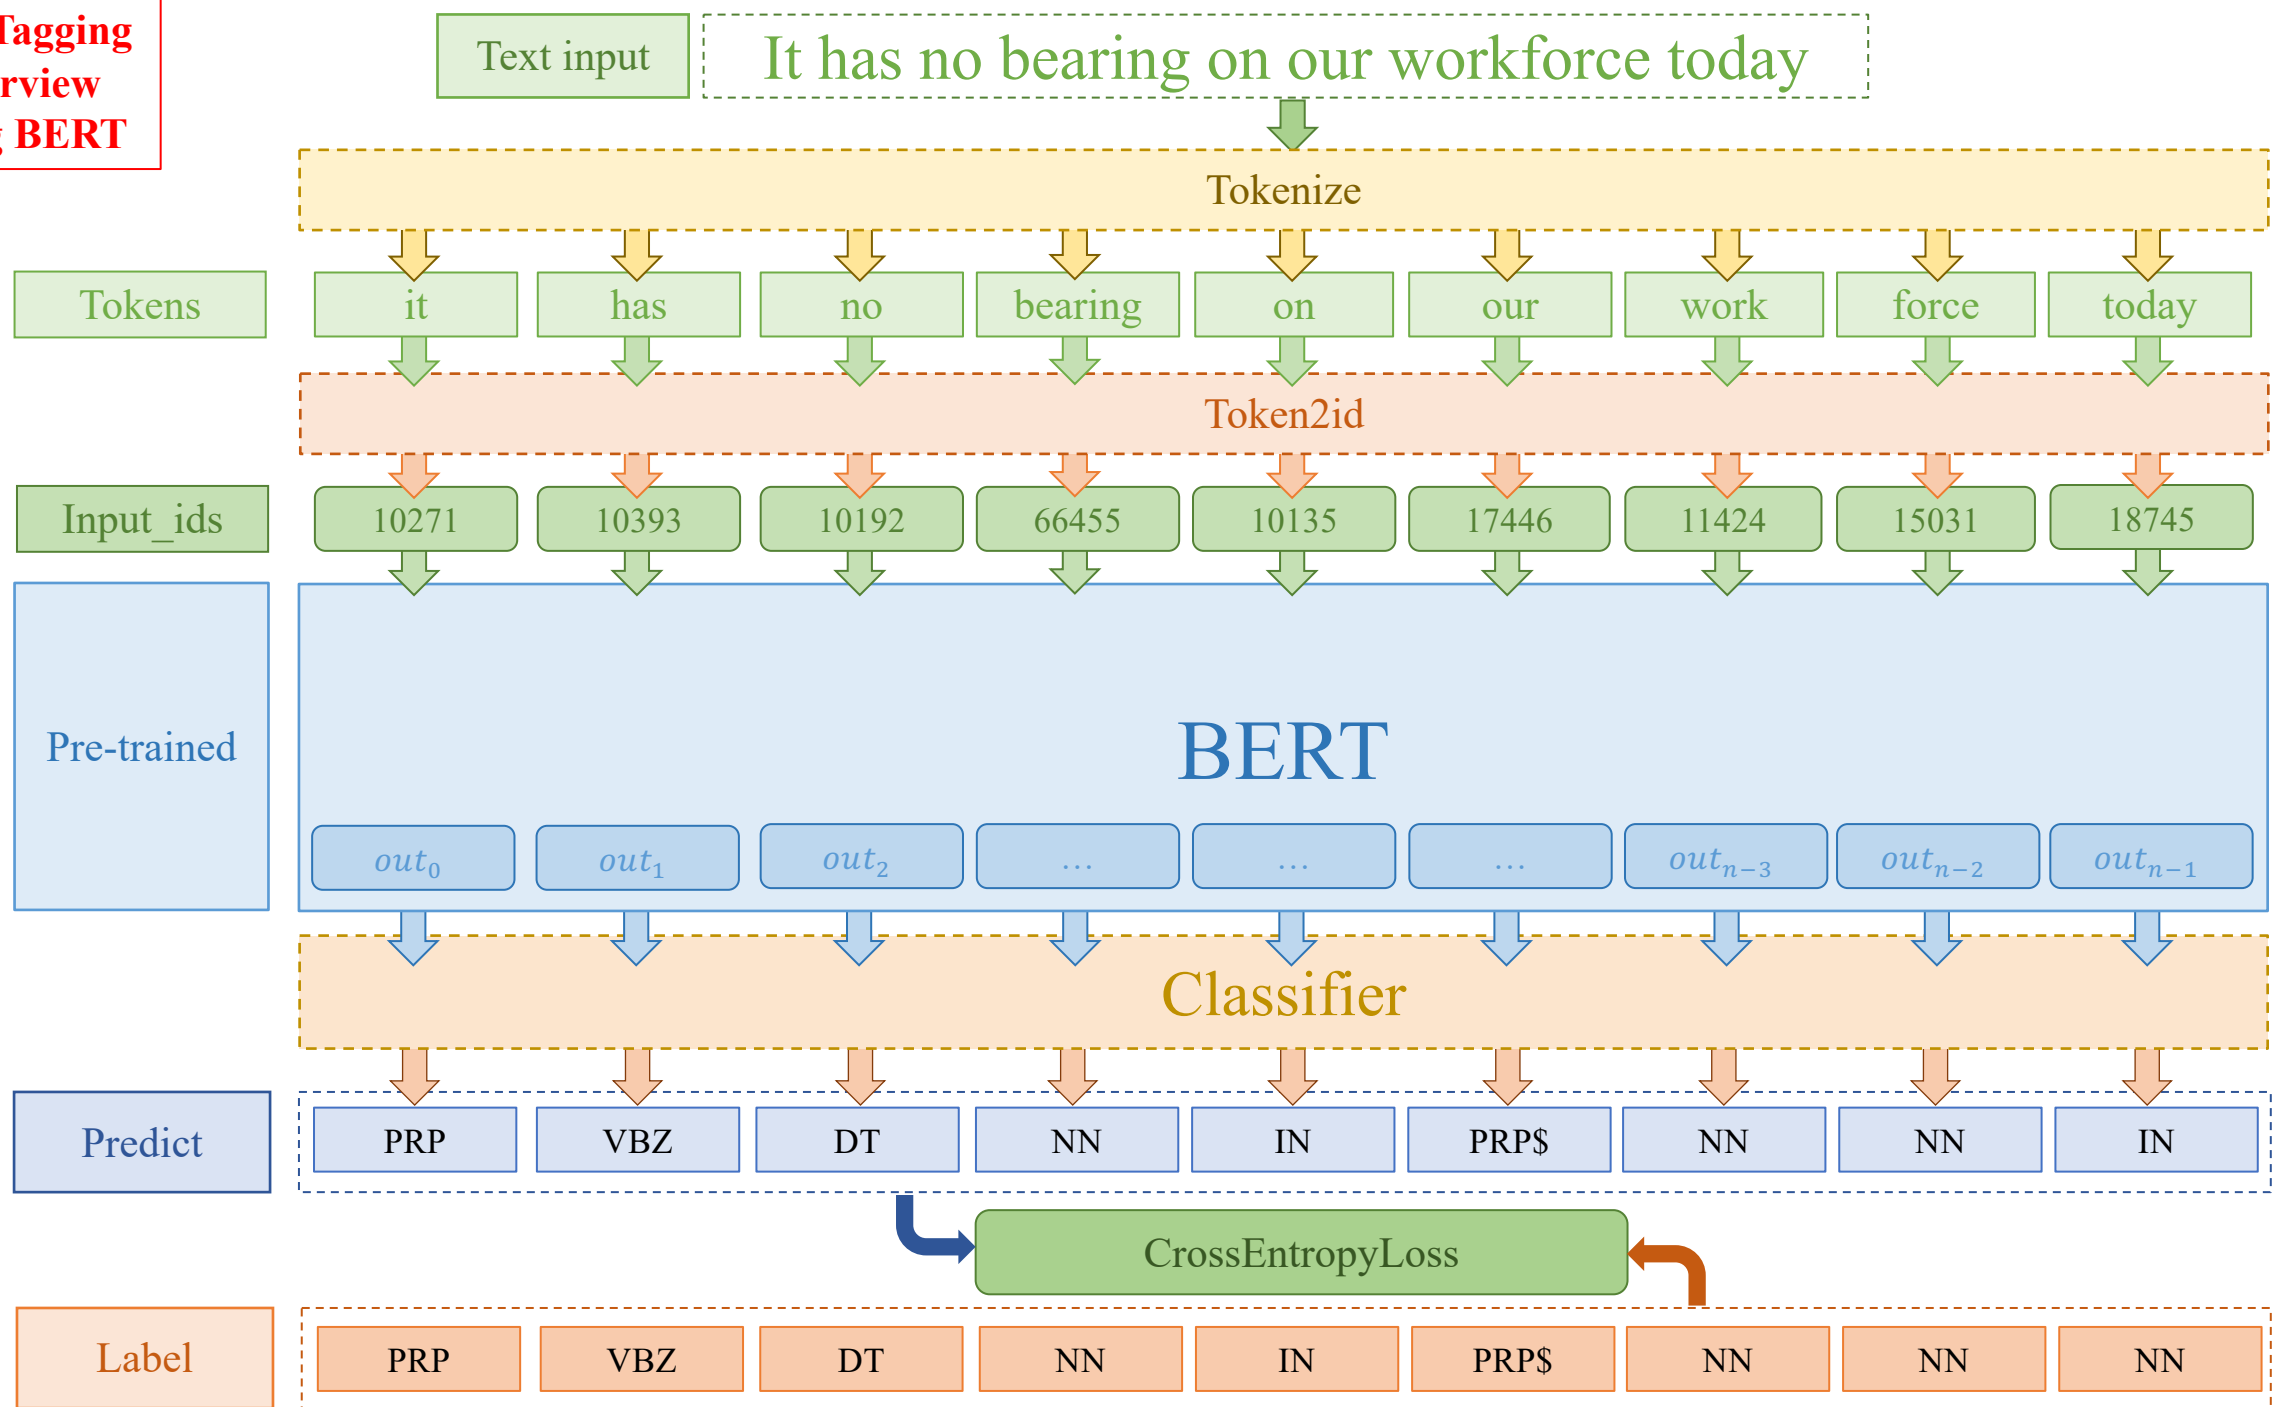 Tagging
rview
BERT
Text input
It has no bearing on our workforce today
Tokenize
Tokens it has no bearing on our work force today
Token2id
Input_ids 10271 10393 10192 66455 10135 17446 11424 15031 18745
Pre-trained
BERT
out₀ out₁ out₂ ... ... ... outₙ₋₃ outₙ₋₂ outₙ₋₁
Classifier
Predict PRP VBZ DT NN IN PRP$ NN NN IN
CrossEntropyLoss
Label PRP VBZ DT NN IN PRP$ NN NN NN